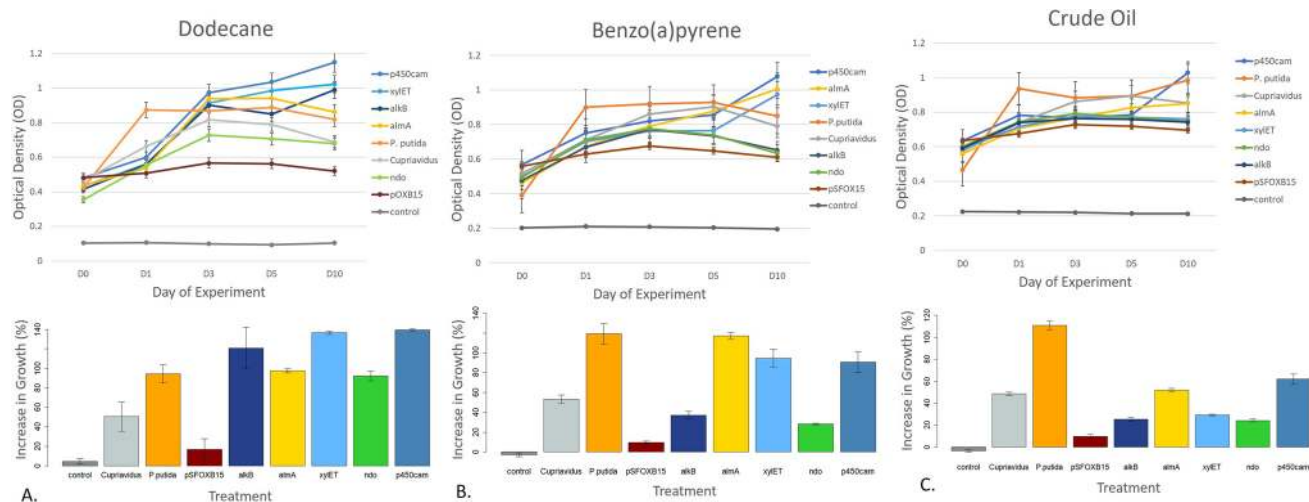 Dodecane
1.2
1
0.8
0.6
0.4
0.2
0
Optical Density (OD)
D0 D1 D3 D5 D10
Day of Experiment
p450cam
xylET
alkB
almA
P. putida
Cupriavidus
ndo
pOXB15
control
Benzo(a)pyrene
1.2
1
0.8
0.6
0.4
0.2
0
Optical Density (OD)
D0 D1 D3 D5 D10
Day of Experiment
p450cam
almA
xylET
P.putida
Cupriavidus
alkB
ndo
pSFOX15
control
Crude Oil
1.2
1
0.8
0.6
0.4
0.2
0
Optical Density (OD)
D0 D1 D3 D5 D10
Day of Experiment
p450cam
P. putida
Cupriavidus
almA
xylET
ndo
alkB
pSFOXB15
control
Increase in Growth (%)
140
100
80
60
40
20
0
control Cupriavidus P.putida pSFOXB15 alkB almA xylET ndo p450cam
Treatment
A.
Increase in Growth (%)
120
100
80
60
40
20
0
control Cupriavidus P.putida pSFOXB15 alkB almA xylET ndo p450cam
Treatment
B.
Increase in Growth (%)
120
100
80
60
40
20
0
control Cupriavidus P.putida pSFOXB15 alkB almA xylET ndo p450cam
Treatment
C.